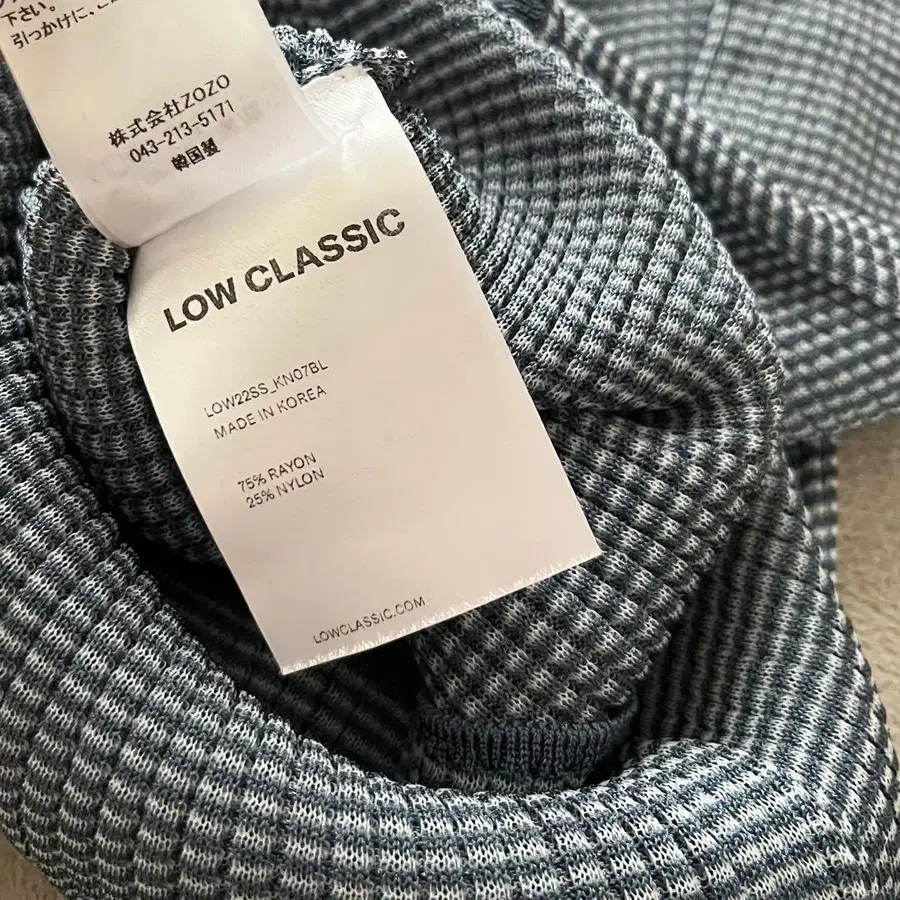 下さい。
引っかけに、
株式会社ZOZO
043-213-5171
韓国製
LOW CLASSIC
LOW22SS_KN07BL
MADE IN KOREA
75% RAYON
25% NYLON
LOWCLASSIC.COM